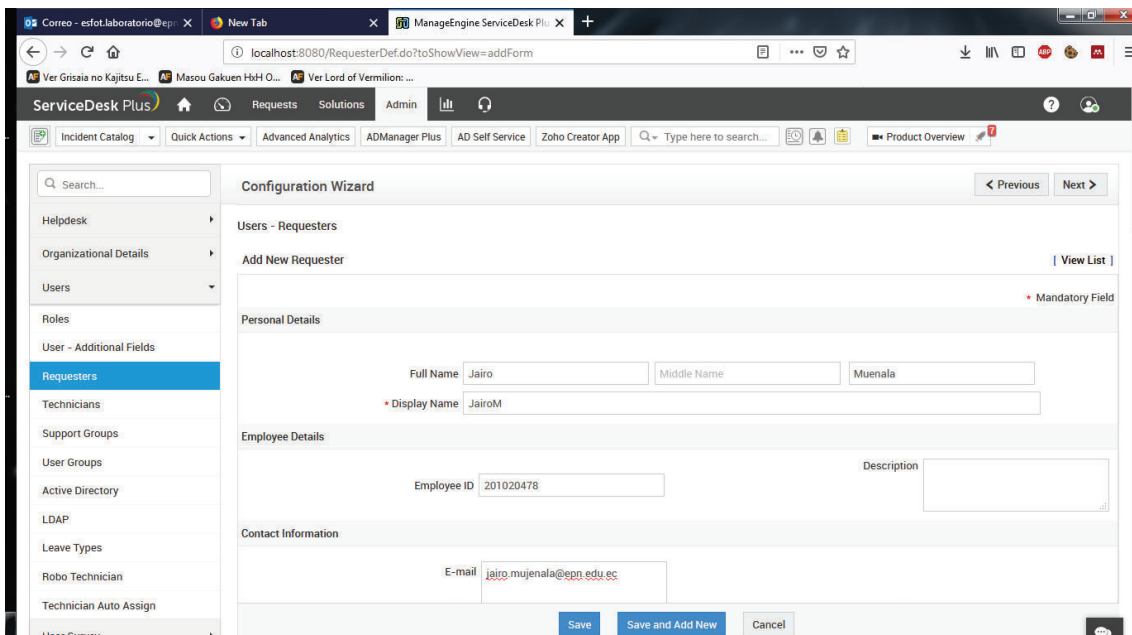 Correo - esfot.laboratorio@epn
New Tab
ManageEngine ServiceDesk Plu
localhost:8080/RequesterDef.do?toShowView=addForm
Ver Grisaia no Kajitsu E... Masou Gakuen HxH O... Ver Lord of Vermilion: ...
ServiceDesk Plus Requests Solutions Admin
Incident Catalog Quick Actions Advanced Analytics ADManager Plus AD Self Service Zoho Creator App Type here to search... Product Overview 7
Search...
Configuration Wizard
Previous Next
Helpdesk
Users - Requesters
Organizational Details
Add New Requester
[ View List ]
Users
* Mandatory Field
Roles
Personal Details
User - Additional Fields
Requesters
Full Name Jairo Middle Name Muenala
Technicians
* Display Name JairoM
Support Groups
Employee Details
User Groups
Description
Active Directory
Employee ID 201020478
LDAP
Contact Information
Leave Types
Robo Technician
E-mail jairo.mujenala@epn.edu.ec
Technician Auto Assign
Save Save and Add New Cancel
User Survey